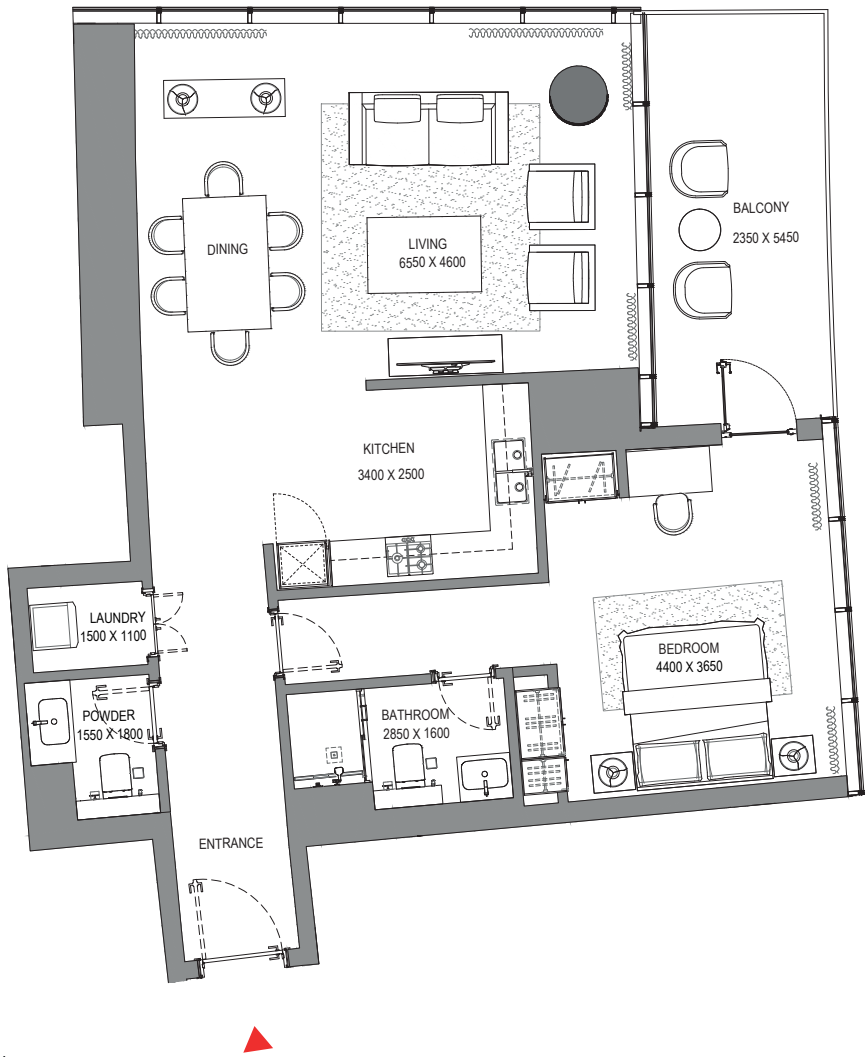 BALCONY
2350 X 5450
DINING
LIVING
6550 X 4600
KITCHEN
3400 X 2500
LAUNDRY
1500 X 1100
BEDROOM
4400 X 3650
POWDER
1550 X 1800
BATHROOM
2850 X 1600
ENTRANCE